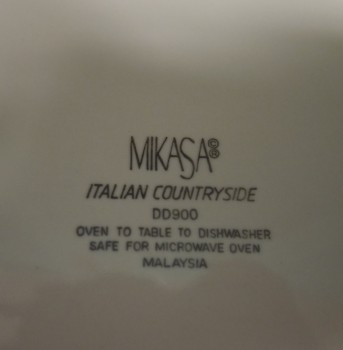 MIKASA©®
ITALIAN COUNTRYSIDE
DD900
OVEN TO TABLE TO DISHWASHER
SAFE FOR MICROWAVE OVEN
MALAYSIA